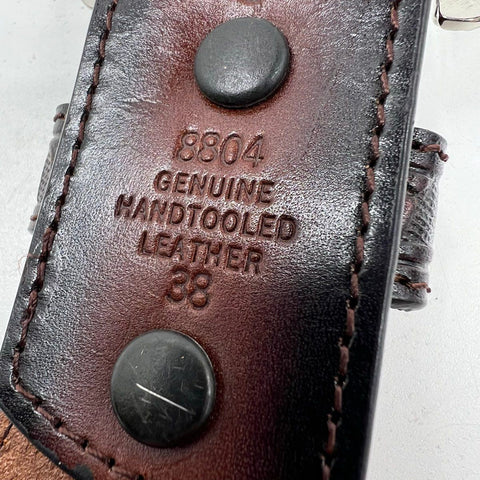 8804
GENUINE
HANDTOOLED
LEATHER
38